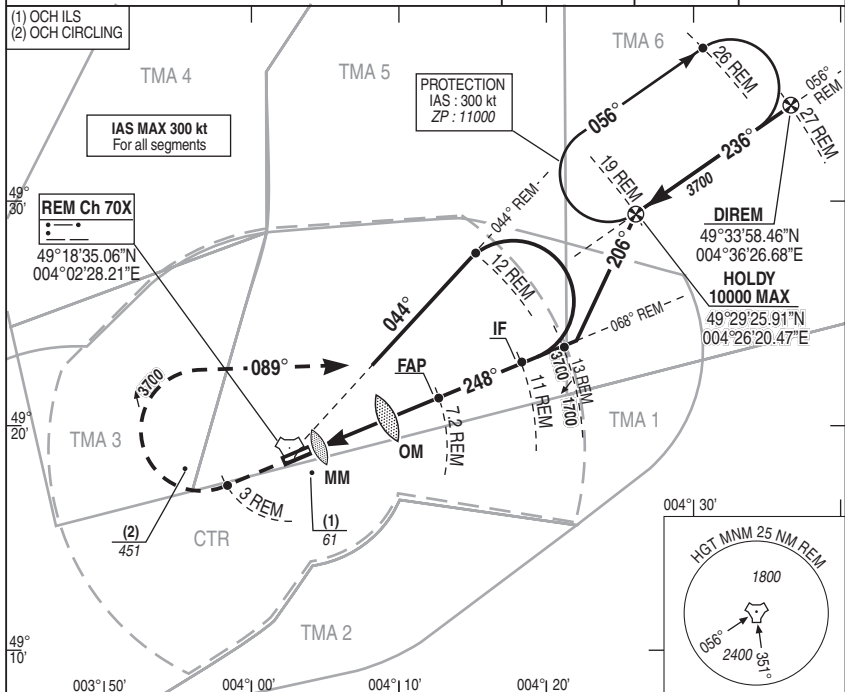 (1) OCH ILS
(2) OCH CIRCLING
TMA 4
TMA 5
TMA 6
PROTECTION
IAS : 300 kt
ZP : 11000
IAS MAX 300 kt
For all segments
26 REM
056°
REM
27 REM
056°
236°
3700
19 REM
49°
30'
REM Ch 70X
49°18'35.06"N
004°02'28.21"E
044° REM
DIREM
49°33'58.46"N
004°36'26.68"E
206°
HOLDY
10000 MAX
49°29'25.91"N
004°26'20.47"E
12 REM
044°
068° REM
IF
3700
089°
FAP
248°
3700
1700
13 REM
11 REM
7.2 REM
49°
20'
TMA 3
TMA 1
OM
MM
3 REM
(2)
451
(1)
61
CTR
004°30'
HGT MNM 25 NM REM
1800
056°
2400
351°
TMA 2
49°
10'
003°50'
004°00'
004°10'
004°20'